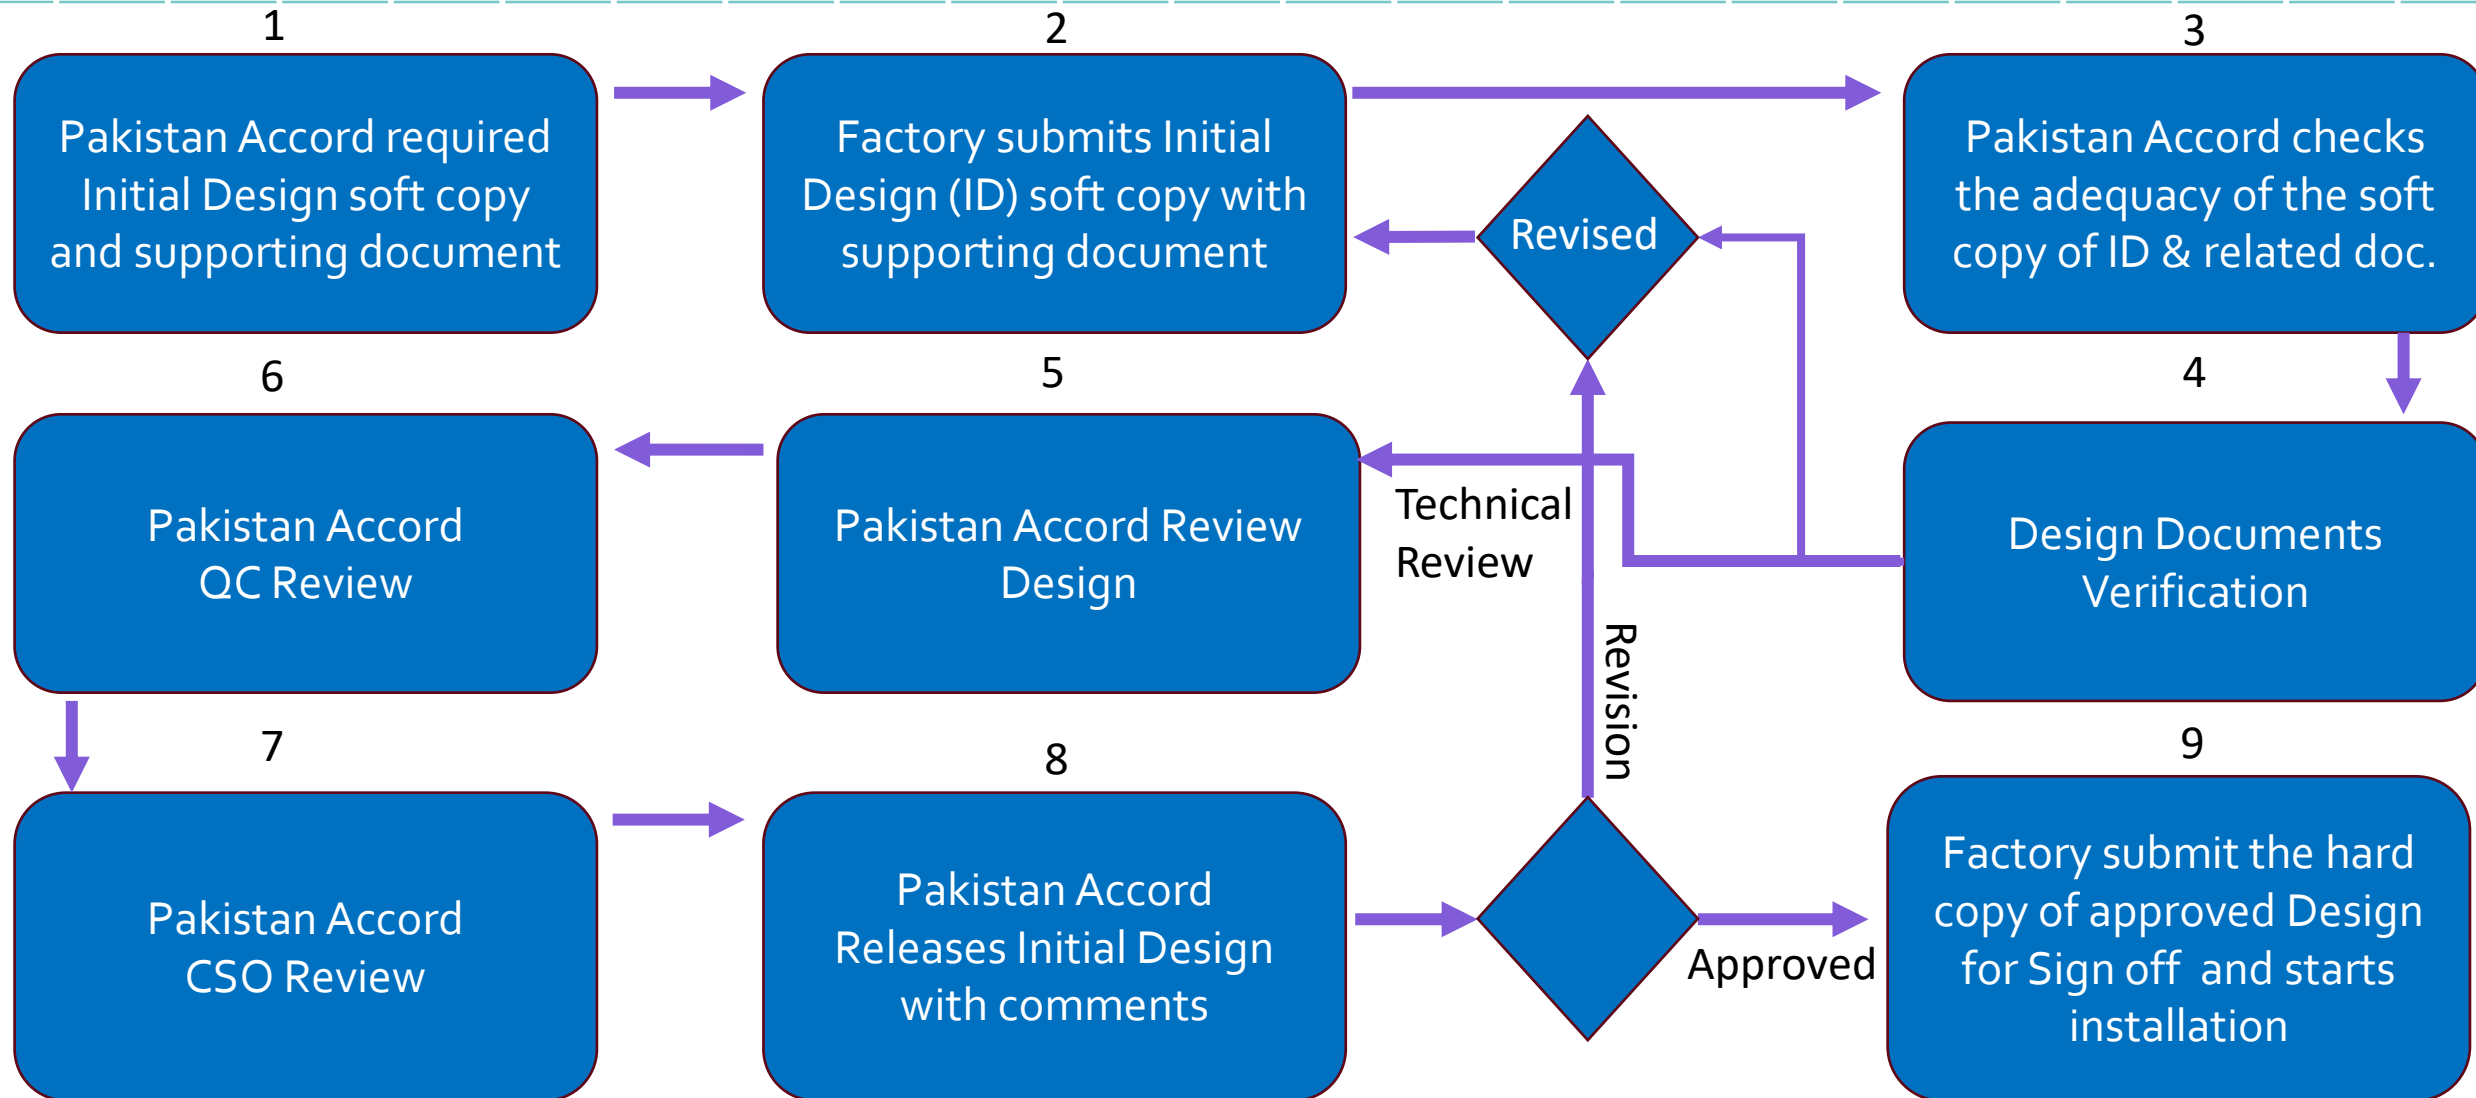 1
Pakistan Accord required
Initial Design soft copy
and supporting document
2
Factory submits Initial
Design (ID) soft copy with
supporting document
Revised
3
Pakistan Accord checks
the adequacy of the soft
copy of ID & related doc.
6
Pakistan Accord
QC Review
5
Pakistan Accord Review
Design
Technical
Review
4
Design Documents
Verification
Revision
7
Pakistan Accord
CSO Review
8
Pakistan Accord
Releases Initial Design
with comments
Approved
9
Factory submit the hard
copy of approved Design
for Sign off and starts
installation